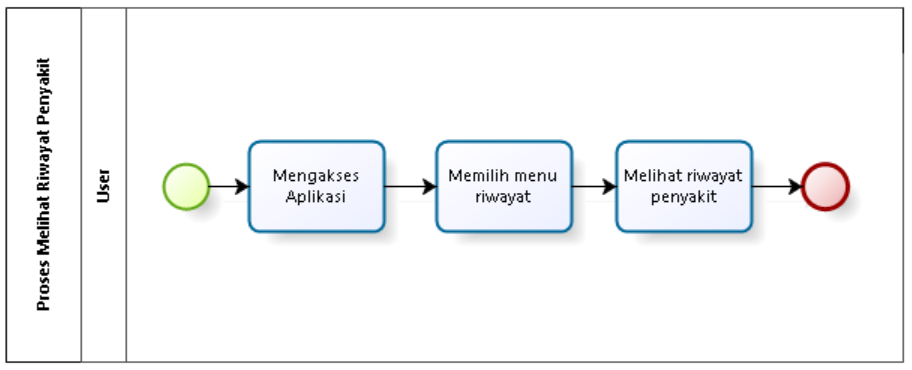 Proses Melihat Riwayat Penyakit
User
Mengakses
Aplikasi
Memilih menu
riwayat
Melihat riwayat
penyakit